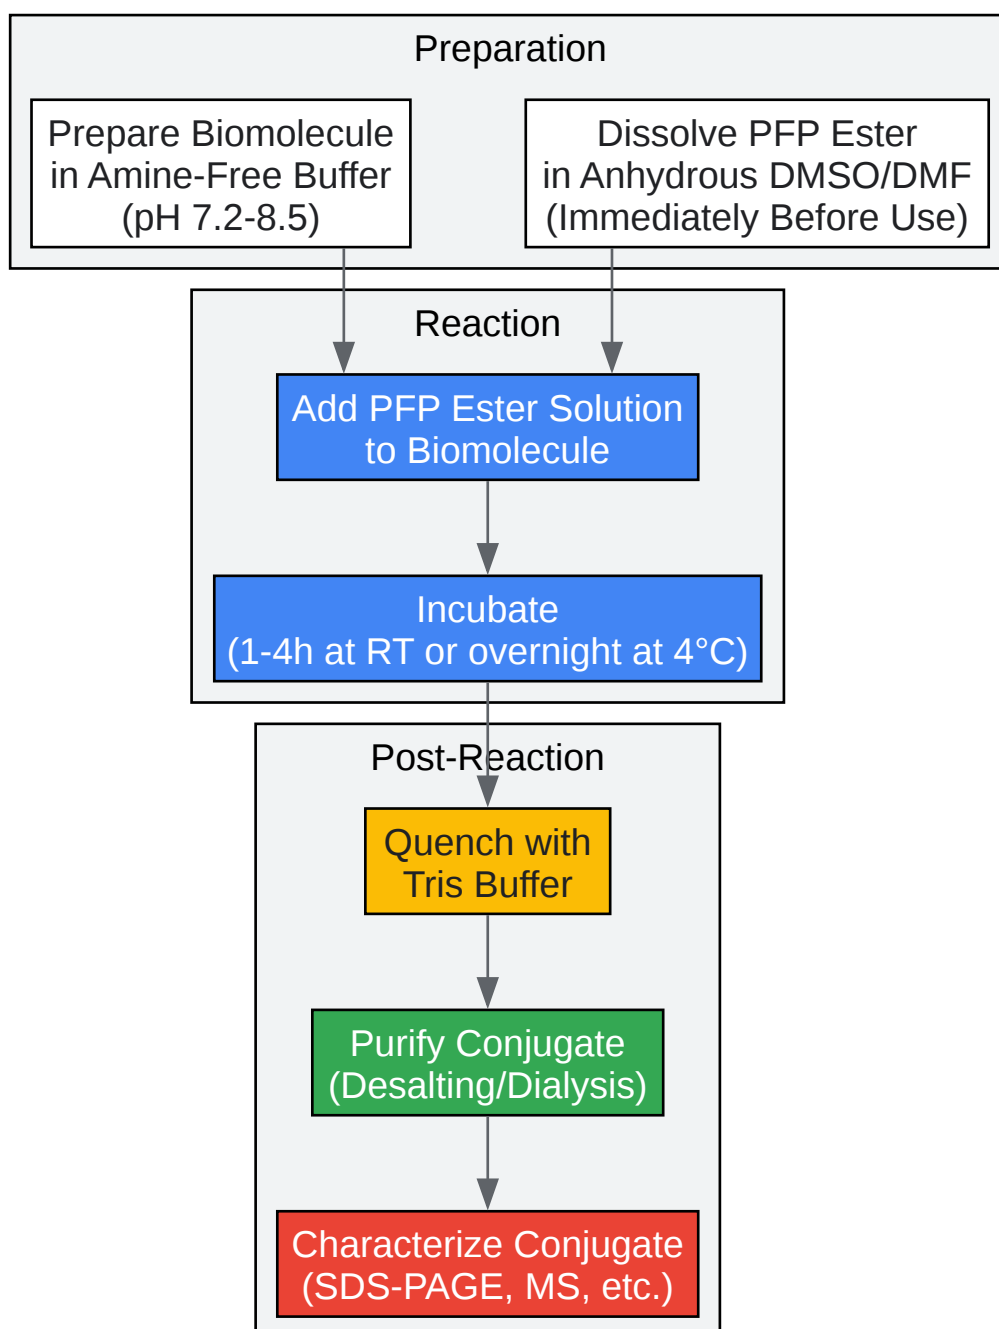 Preparation
Prepare Biomolecule
in Amine-Free Buffer
(pH 7.2-8.5)
Dissolve PFP Ester
in Anhydrous DMSO/DMF
(Immediately Before Use)
Reaction
Add PFP Ester Solution
to Biomolecule
Incubate
(1-4h at RT or overnight at 4°C)
Post-Reaction
Quench with
Tris Buffer
Purify Conjugate
(Desalting/Dialysis)
Characterize Conjugate
(SDS-PAGE, MS, etc.)